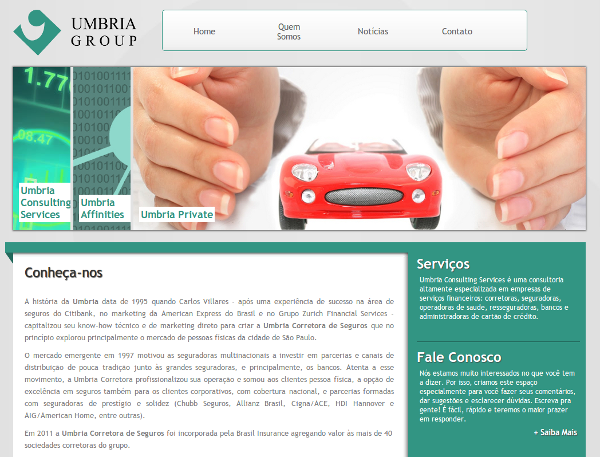 UMBRIA
GROUP
Home
Quem
Somos
Notícias
Contato
1.77
08.47
Umbria
Consulting
Services
Umbria
Affinities
Umbria Private
Conheça-nos
A história da Umbria data de 1995 quando Carlos Villares - após uma experiência de sucesso na área de
seguros do Citibank, no marketing da American Express do Brasil e no Grupo Zurich Financial Services -
capitalizou seu know-how técnico e de marketing direto para criar a Umbria Corretora de Seguros que no
princípio explorou principalmente o mercado de pessoas físicas da cidade de São Paulo.
O mercado emergente em 1997 motivou as seguradoras multinacionais a investir em parcerias e canais de
distribuição de pouca tradição junto às grandes seguradoras, e principalmente, os bancos. Atenta a esse
movimento, a Umbria Corretora profissionalizou sua operação e somou aos clientes pessoa física, a opção de
excelência em seguros também para os clientes corporativos, com cobertura nacional, e parcerias formadas
com seguradoras de prestígio e solidez (Chubb Seguros, Allianz Brasil, Cigna/ACE, HDI Hannover e
AIG/American Home, entre outras).
Em 2011 a Umbria Corretora de Seguros foi incorporada pela Brasil Insurance agregando valor às mais de 40
sociedades corretoras do grupo.
Serviços
Umbria Consulting Services é uma consultoria
altamente especializada em empresas de
serviços financeiros: corretoras, seguradoras,
operadoras de saúde, resseguradoras, bancos e
administradoras de cartão de crédito.
Fale Conosco
Nós estamos muito interessados no que você tem
a dizer. Por isso, criamos este espaço
especialmente para você fazer seus comentários,
dar sugestões e esclarecer dúvidas. Escreva pra
gente! É fácil, rápido e teremos o maior prazer
em responder.
+ Saiba Mais